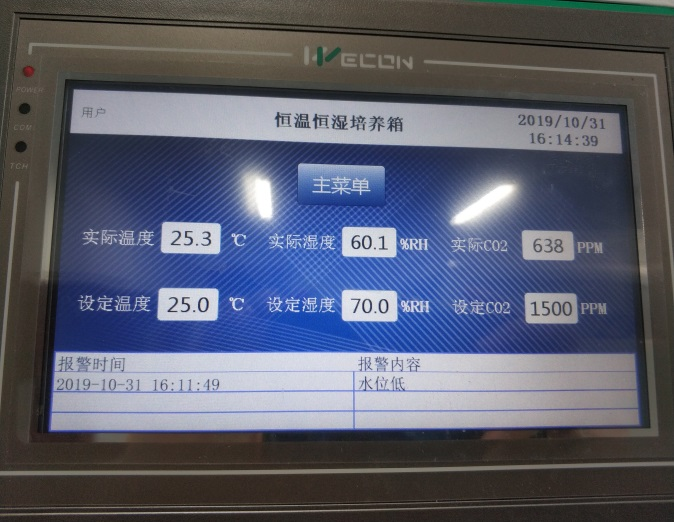 WECON
POWER
COM
TCH
用户
恒温恒湿培养箱
2019/10/31
16:14:39
主菜单
实际温度 25.3 ℃ 实际湿度 60.1 %RH 实际CO2 638 PPM
设定温度 25.0 ℃ 设定湿度 70.0 %RH 设定CO2 1500 PPM
报警时间 报警内容
2019-10-31 16:11:49 水位低